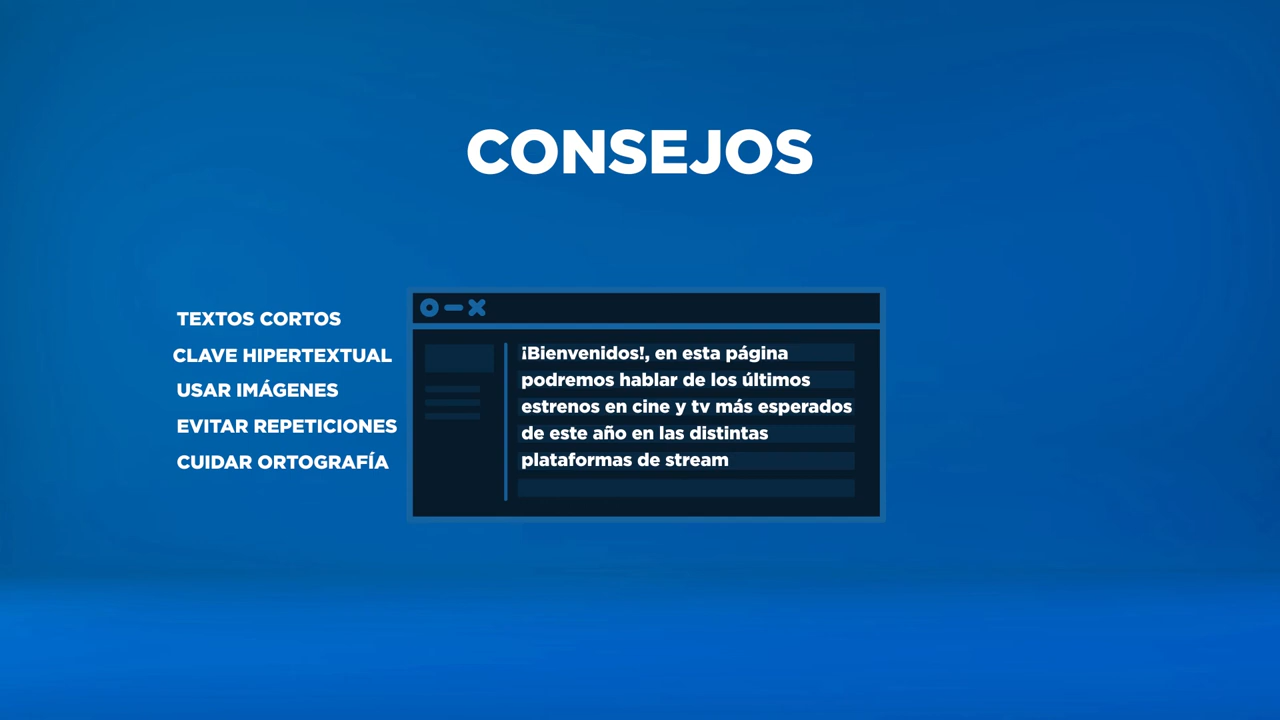 CONSEJOS
TEXTOS CORTOS
CLAVE HIPERTEXTUAL
USAR IMÁGENES
EVITAR REPETICIONES
CUIDAR ORTOGRAFÍA
¡Bienvenidos!, en esta página
podremos hablar de los últimos
estrenos en cine y tv más esperados
de este año en las distintas
plataformas de stream